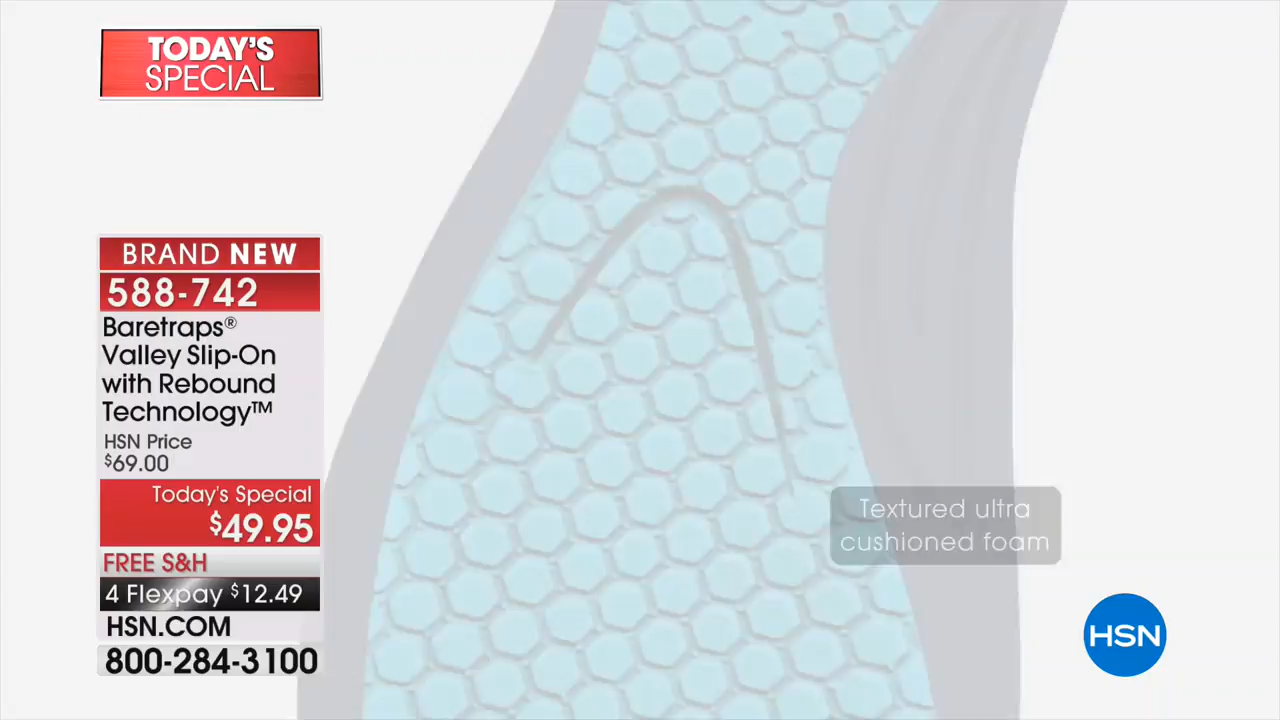 TODAY'S
SPECIAL
BRAND NEW
588-742
Baretraps®
Valley Slip-On
with Rebound
Technology™
HSN Price
$69.00
Today's Special
$49.95
FREE S&H
4 Flexpay $12.49
HSN.COM
800-284-3100
Textured ultra
cushioned foam
HSN